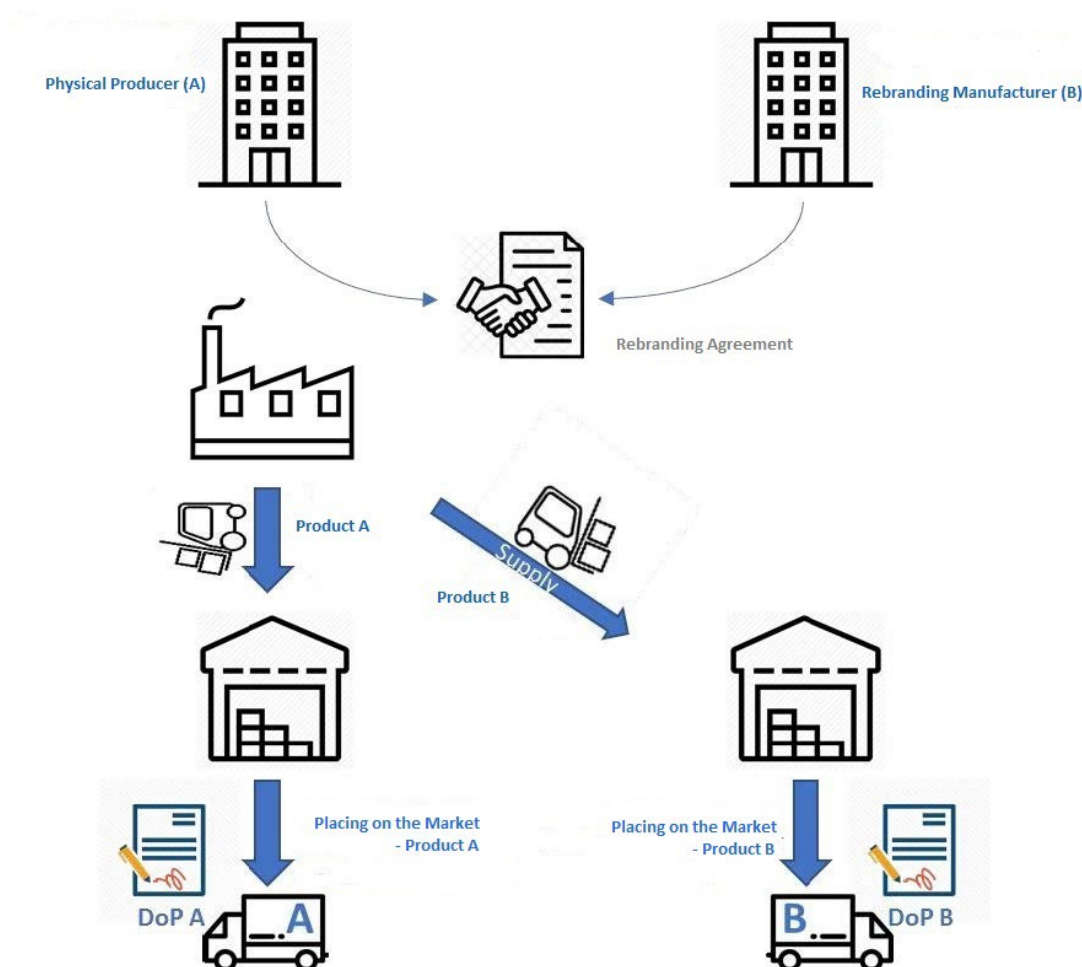 Physical Producer (A)
Rebranding Manufacturer (B)
Rebranding Agreement
Product A
Supply
Product B
Placing on the Market
- Product A
Placing on the Market
- Product B
DoP A
A
B
DoP B